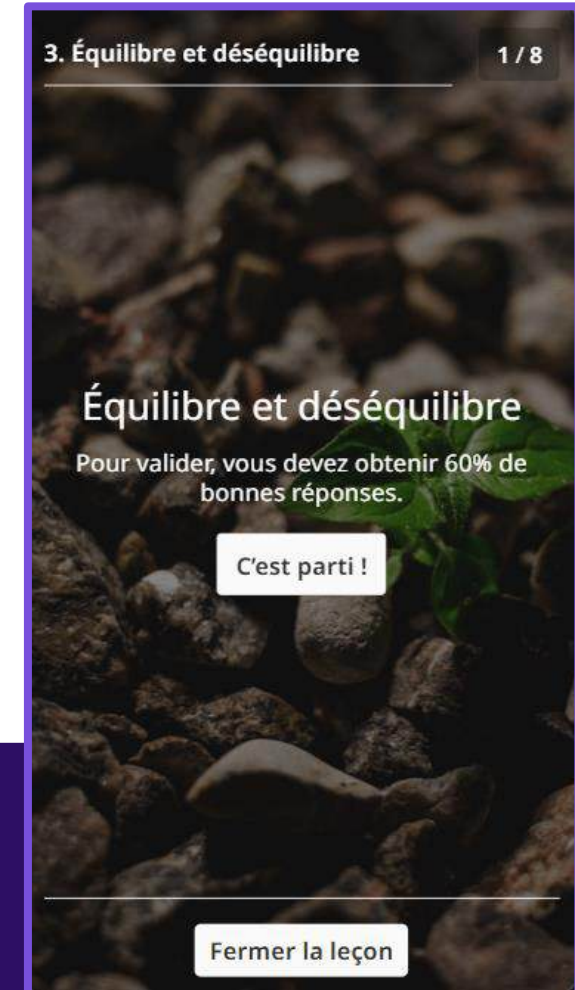 3. Équilibre et déséquilibre
1 / 8
Équilibre et déséquilibre
Pour valider, vous devez obtenir 60% de
bonnes réponses.
C'est parti !
Fermer la leçon